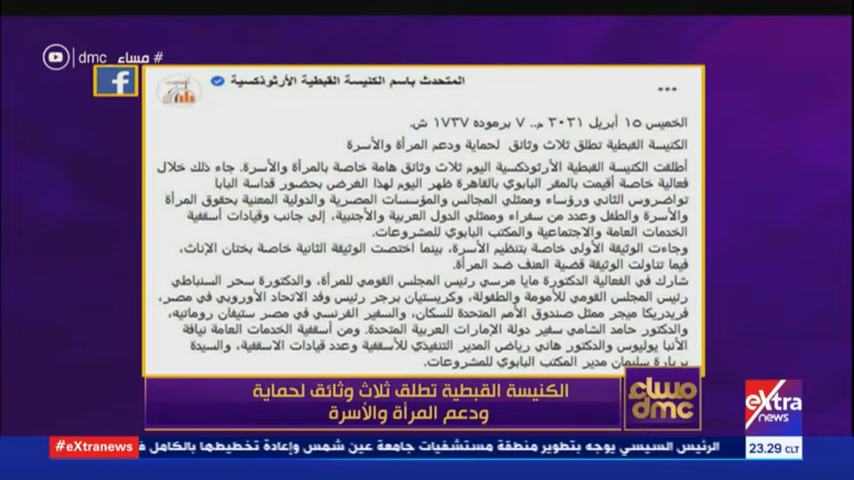 # مساء dmc
المتحدث باسم الكنيسة القبطية الأرثوذكسية
الخميس ١٥ أبريل ٢٠٢١ م.. ٧ برموده ١٧٣٧ ش.
الكنيسة القبطية تطلق ثلاث وثائق لحماية ودعم المرأة والأسرة
أطلقت الكنيسة القبطية الأرثوذكسية اليوم ثلاث وثائق هامة خاصة بالمرأة والأسرة. جاء ذلك خلال
فعالية خاصة أقيمت بالمقر البابوي بالقاهرة ظهر اليوم لهذا الغرض بحضور قداسة البابا
تواضروس الثاني ورؤساء وممثلي المجالس والمؤسسات المصرية والدولية المعنية بحقوق المرأة
والأسرة والطفل وعدد من سفراء وممثلي الدول العربية والأجنبية، إلى جانب وقيادات أسقفية
الخدمات العامة والاجتماعية والمكتب البابوي للمشروعات.
وجاءت الوثيقة الأولى خاصة بتنظيم الأسرة، بينما اختصت الوثيقة الثانية خاصة بختان الإناث،
فيما تناولت الوثيقة قضية العنف ضد المرأة.
شارك في الفعالية الدكتورة مايا مرسي رئيس المجلس القومي للمرأة، والدكتورة سحر السنباطي
رئيس المجلس القومي للأمومة والطفولة، وكريستيان برجر رئيس وفد الاتحاد الأوروبي في مصر،
فريدريكا ميجر ممثل صندوق الأمم المتحدة للسكان، والسفير الفرنسي في مصر ستيفان روماتيه،
والدكتور حامد الشامي سفير دولة الإمارات العربية المتحدة. ومن أسقفية الخدمات العامة نيافة
الأنبا يوليوس والدكتور هاني رياض المدير التنفيذي للأسقفية وعدد قيادات الاسقفية، والسيدة
بربارة سليمان مدير المكتب البابوي للمشروعات.
الكنيسة القبطية تطلق ثلاث وثائق لحماية
ودعم المرأة والأسرة
مساء
dmc
eXtra
news
23.29 CLT
#eXtranews
الرئيس السيسي يوجه بتطوير منطقة مستشفيات جامعة عين شمس وإعادة تخطيطها بالكامل ف